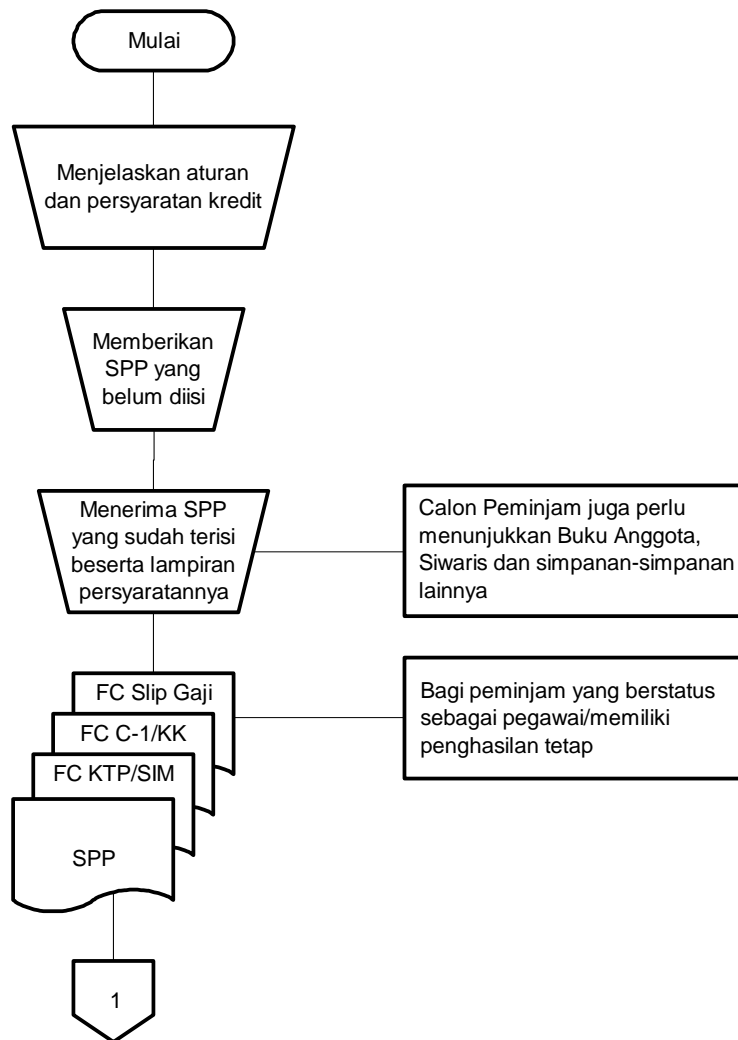 Mulai
Menjelaskan aturan
dan persyaratan kredit
Memberikan
SPP yang
belum diisi
Menerima SPP
yang sudah terisi
beserta lampiran
persyaratannya
Calon Peminjam juga perlu
menunjukkan Buku Anggota,
Siwaris dan simpanan-simpanan
lainnya
FC Slip Gaji
FC C-1/KK
FC KTP/SIM
SPP
Bagi peminjam yang berstatus
sebagai pegawai/memiliki
penghasilan tetap
1